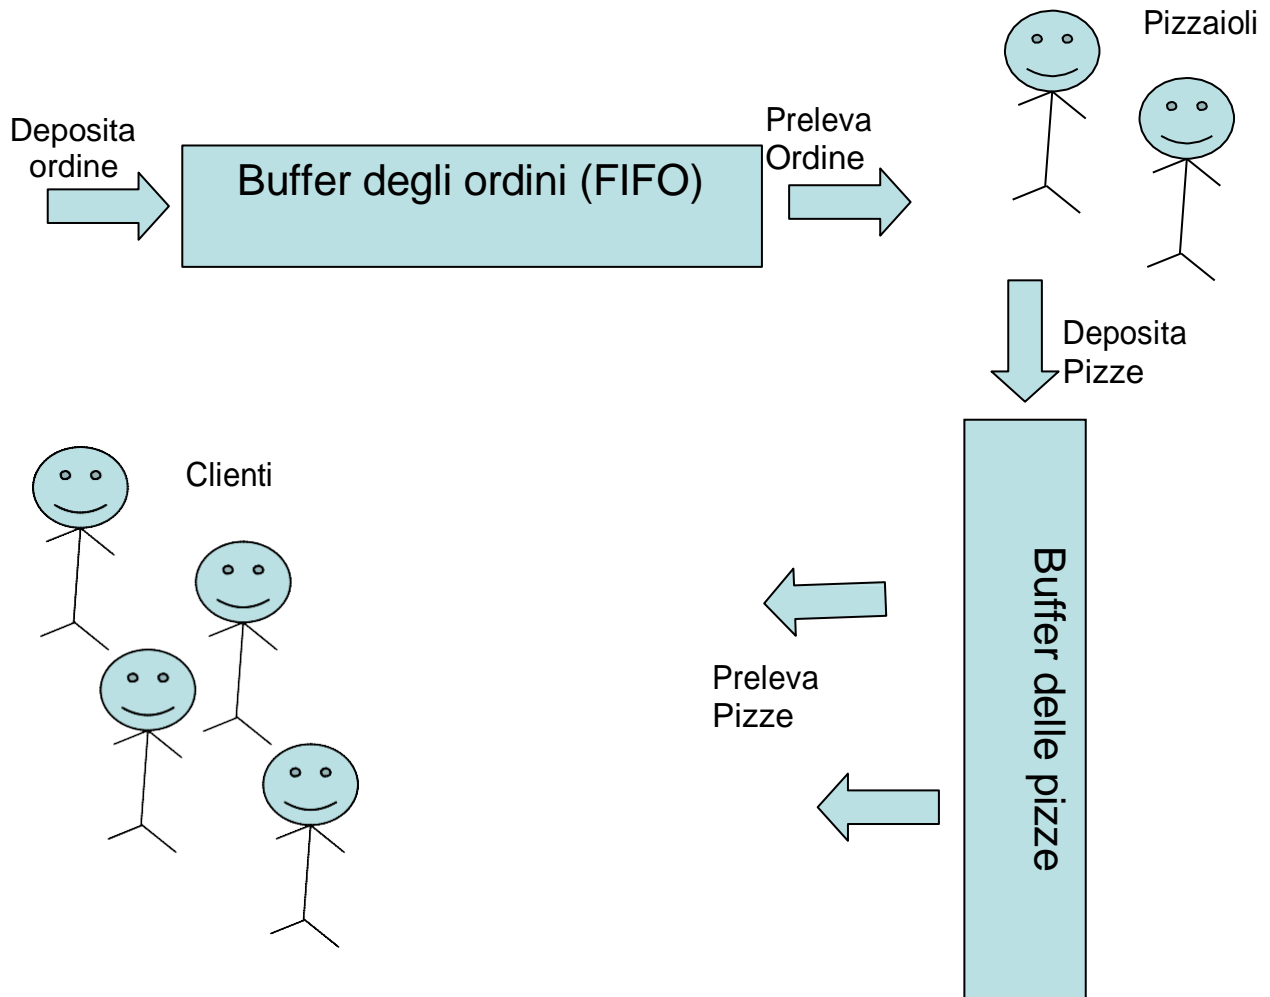 Pizzaioli
Deposita
ordine
Buffer degli ordini (FIFO)
Preleva
Ordine
Deposita
Pizze
Clienti
Preleva
Pizze
Buffer delle pizze